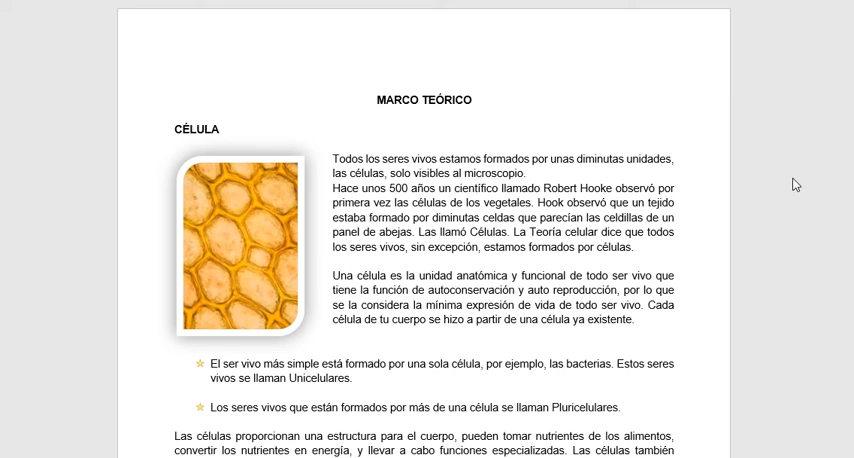 MARCO TEÓRICO
CÉLULA
Todos los seres vivos estamos formados por unas diminutas unidades,
las células, solo visibles al microscopio.
Hace unos 500 años un científico llamado Robert Hooke observó por
primera vez las células de los vegetales. Hook observó que un tejido
estaba formado por diminutas celdas que parecían las celdillas de un
panel de abejas. Las llamó Células. La Teoría celular dice que todos
los seres vivos, sin excepción, estamos formados por células.
Una célula es la unidad anatómica y funcional de todo ser vivo que
tiene la función de autoconservación y auto reproducción, por lo que
se la considera la mínima expresión de vida de todo ser vivo. Cada
célula de tu cuerpo se hizo a partir de una célula ya existente.
El ser vivo más simple está formado por una sola célula, por ejemplo, las bacterias. Estos seres
vivos se llaman Unicelulares.
Los seres vivos que están formados por más de una célula se llaman Pluricelulares.
Las células proporcionan una estructura para el cuerpo, pueden tomar nutrientes de los alimentos,
convertir los nutrientes en energía, y llevar a cabo funciones especializadas. Las células también